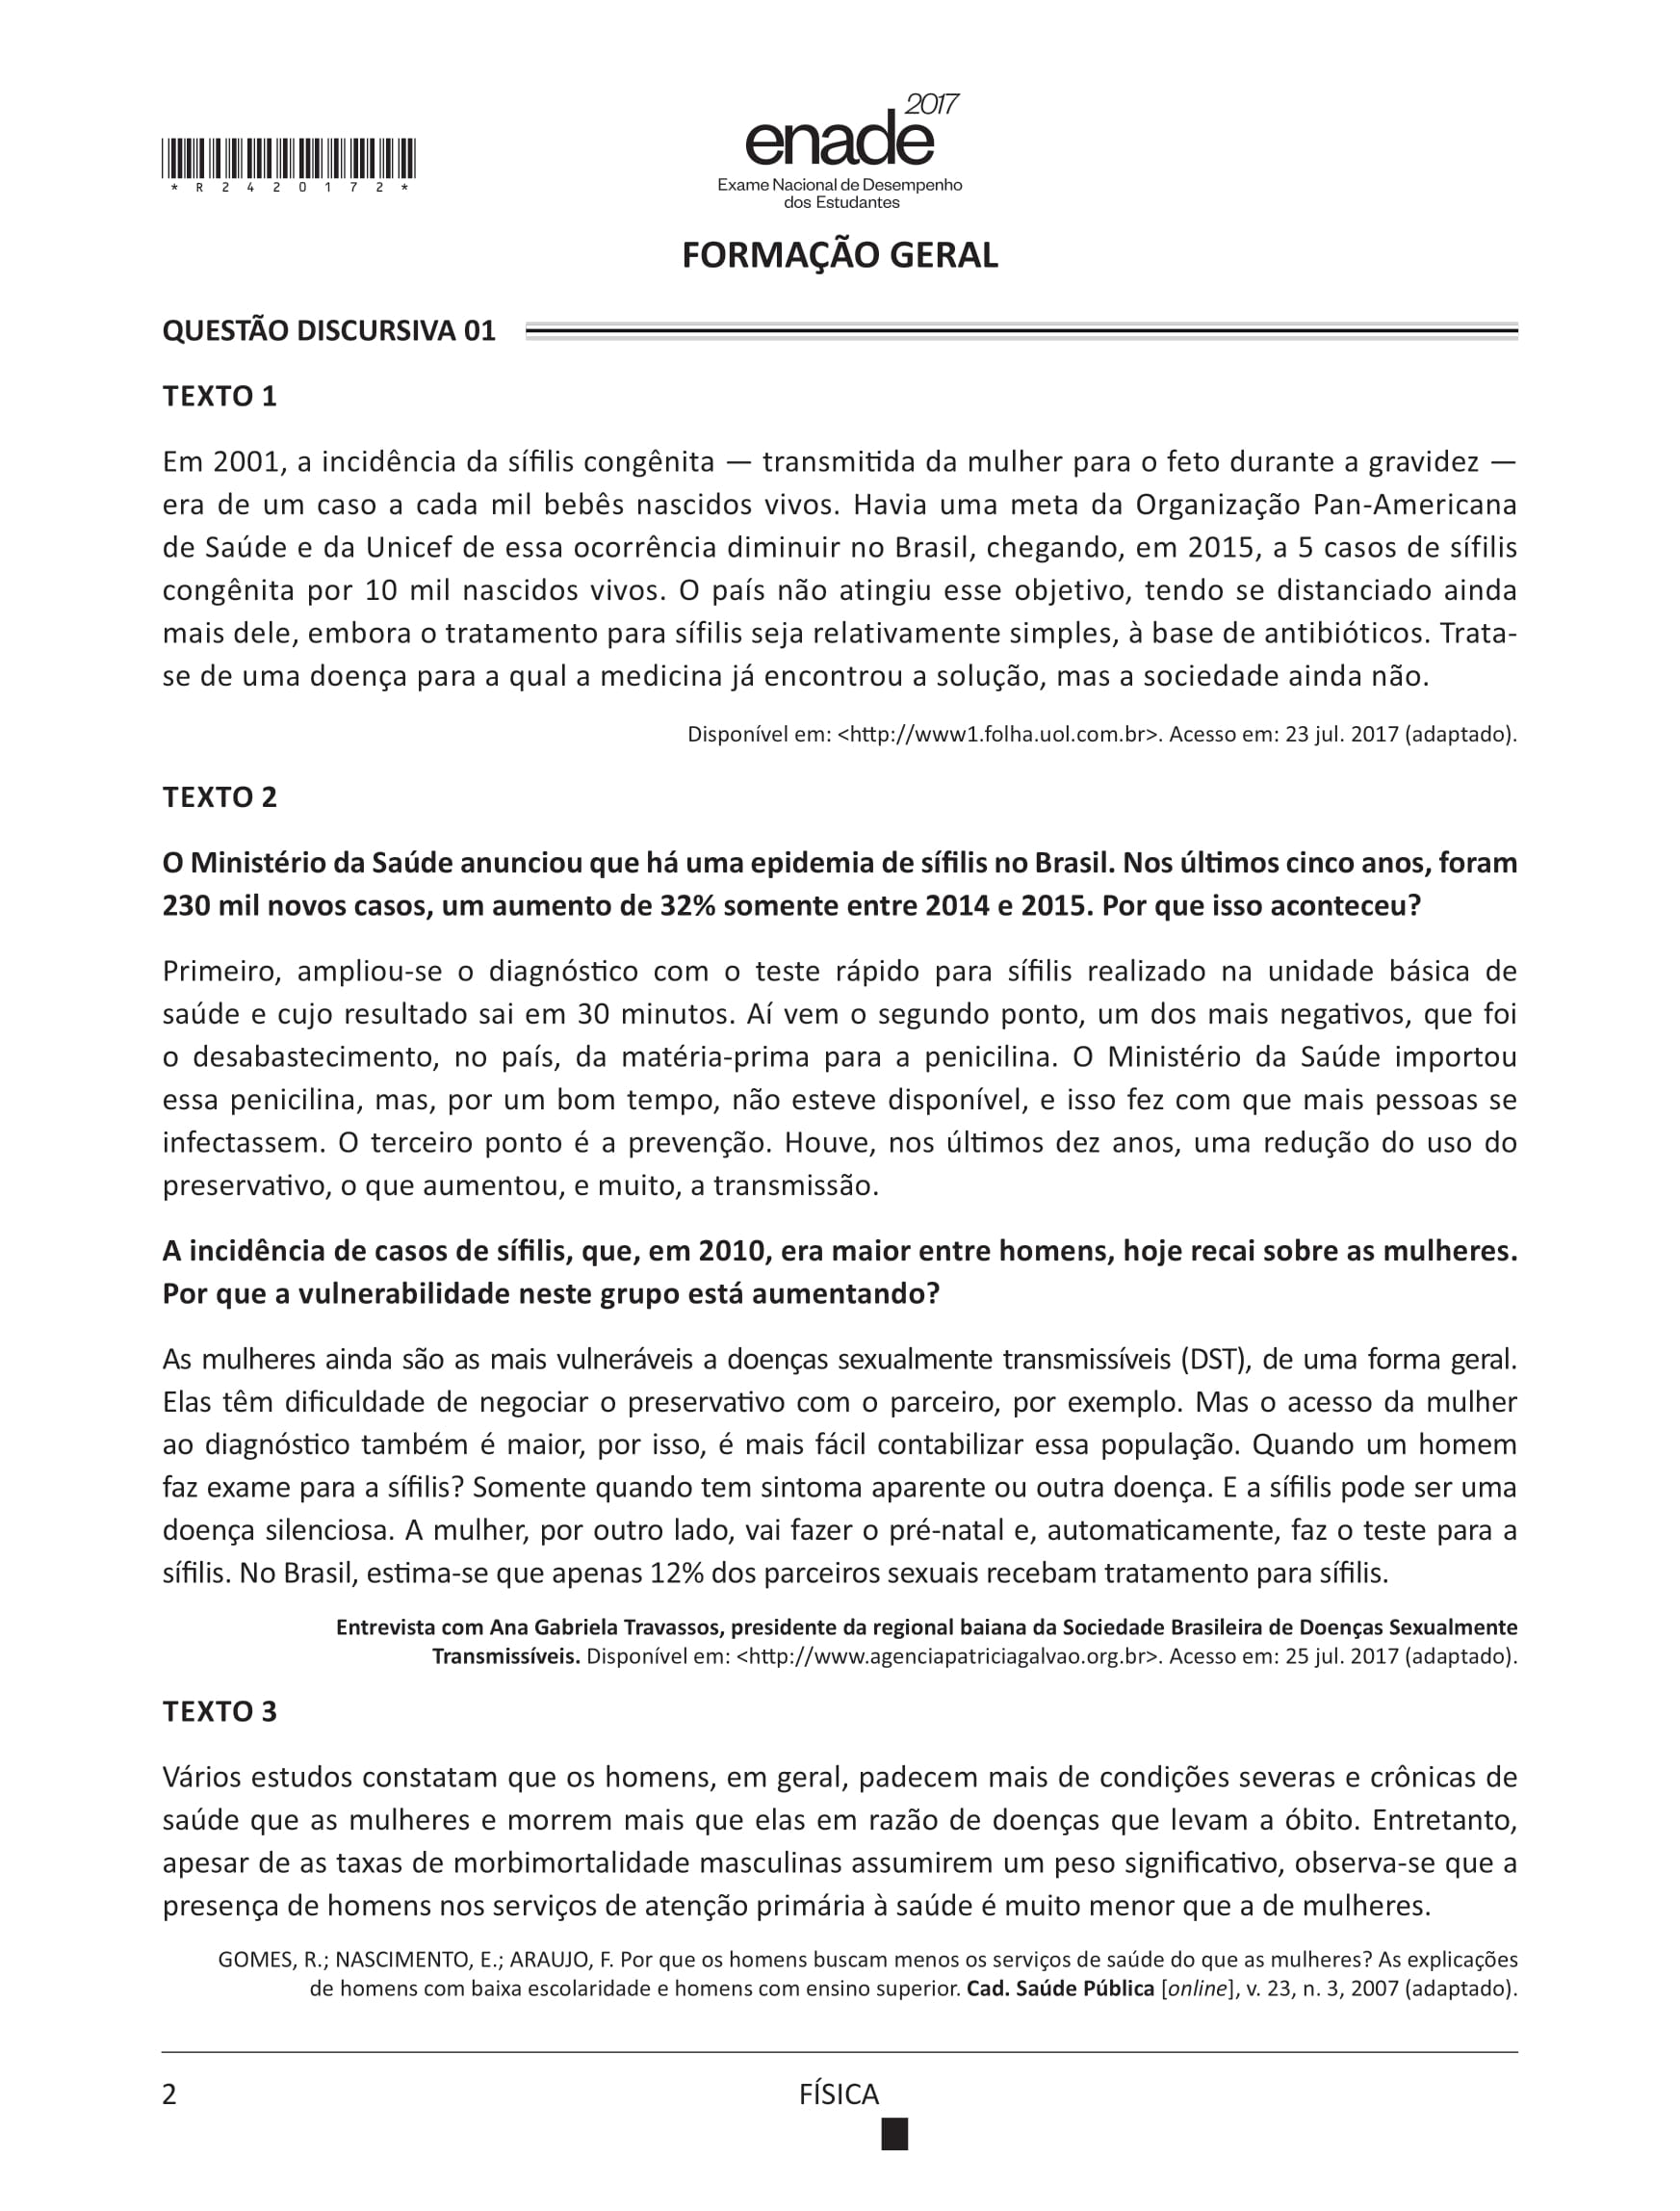 2017
enade
Exame Nacional de Desempenho
dos Estudantes
*R2420172*
FORMAÇÃO GERAL
QUESTÃO DISCURSIVA 01
TEXTO 1
Em 2001, a incidência da sífilis congênita — transmitida da mulher para o feto durante a gravidez —
era de um caso a cada mil bebês nascidos vivos. Havia uma meta da Organização Pan-Americana
de Saúde e da Unicef de essa ocorrência diminuir no Brasil, chegando, em 2015, a 5 casos de sífilis
congênita por 10 mil nascidos vivos. O país não atingiu esse objetivo, tendo se distanciado ainda
mais dele, embora o tratamento para sífilis seja relativamente simples, à base de antibióticos. Trata-
se de uma doença para a qual a medicina já encontrou a solução, mas a sociedade ainda não.
Disponível em: <http://www1.folha.uol.com.br>. Acesso em: 23 jul. 2017 (adaptado).
TEXTO 2
O Ministério da Saúde anunciou que há uma epidemia de sífilis no Brasil. Nos últimos cinco anos, foram
230 mil novos casos, um aumento de 32% somente entre 2014 e 2015. Por que isso aconteceu?
Primeiro, ampliou-se o diagnóstico com o teste rápido para sífilis realizado na unidade básica de
saúde e cujo resultado sai em 30 minutos. Aí vem o segundo ponto, um dos mais negativos, que foi
o desabastecimento, no país, da matéria-prima para a penicilina. O Ministério da Saúde importou
essa penicilina, mas, por um bom tempo, não esteve disponível, e isso fez com que mais pessoas se
infectassem. O terceiro ponto é a prevenção. Houve, nos últimos dez anos, uma redução do uso do
preservativo, o que aumentou, e muito, a transmissão.
A incidência de casos de sífilis, que, em 2010, era maior entre homens, hoje recai sobre as mulheres.
Por que a vulnerabilidade neste grupo está aumentando?
As mulheres ainda são as mais vulneráveis a doenças sexualmente transmissíveis (DST), de uma forma geral.
Elas têm dificuldade de negociar o preservativo com o parceiro, por exemplo. Mas o acesso da mulher
ao diagnóstico também é maior, por isso, é mais fácil contabilizar essa população. Quando um homem
faz exame para a sífilis? Somente quando tem sintoma aparente ou outra doença. E a sífilis pode ser uma
doença silenciosa. A mulher, por outro lado, vai fazer o pré-natal e, automaticamente, faz o teste para a
sífilis. No Brasil, estima-se que apenas 12% dos parceiros sexuais recebam tratamento para sífilis.
Entrevista com Ana Gabriela Travassos, presidente da regional baiana da Sociedade Brasileira de Doenças Sexualmente
Transmissíveis. Disponível em: <http://www.agenciapatriciagalvao.org.br>. Acesso em: 25 jul. 2017 (adaptado).
TEXTO 3
Vários estudos constatam que os homens, em geral, padecem mais de condições severas e crônicas de
saúde que as mulheres e morrem mais que elas em razão de doenças que levam a óbito. Entretanto,
apesar de as taxas de morbimortalidade masculinas assumirem um peso significativo, observa-se que a
presença de homens nos serviços de atenção primária à saúde é muito menor que a de mulheres.
GOMES, R.; NASCIMENTO, E.; ARAUJO, F. Por que os homens buscam menos os serviços de saúde do que as mulheres? As explicações
de homens com baixa escolaridade e homens com ensino superior. Cad. Saúde Pública [online], v. 23, n. 3, 2007 (adaptado).
2
FÍSICA